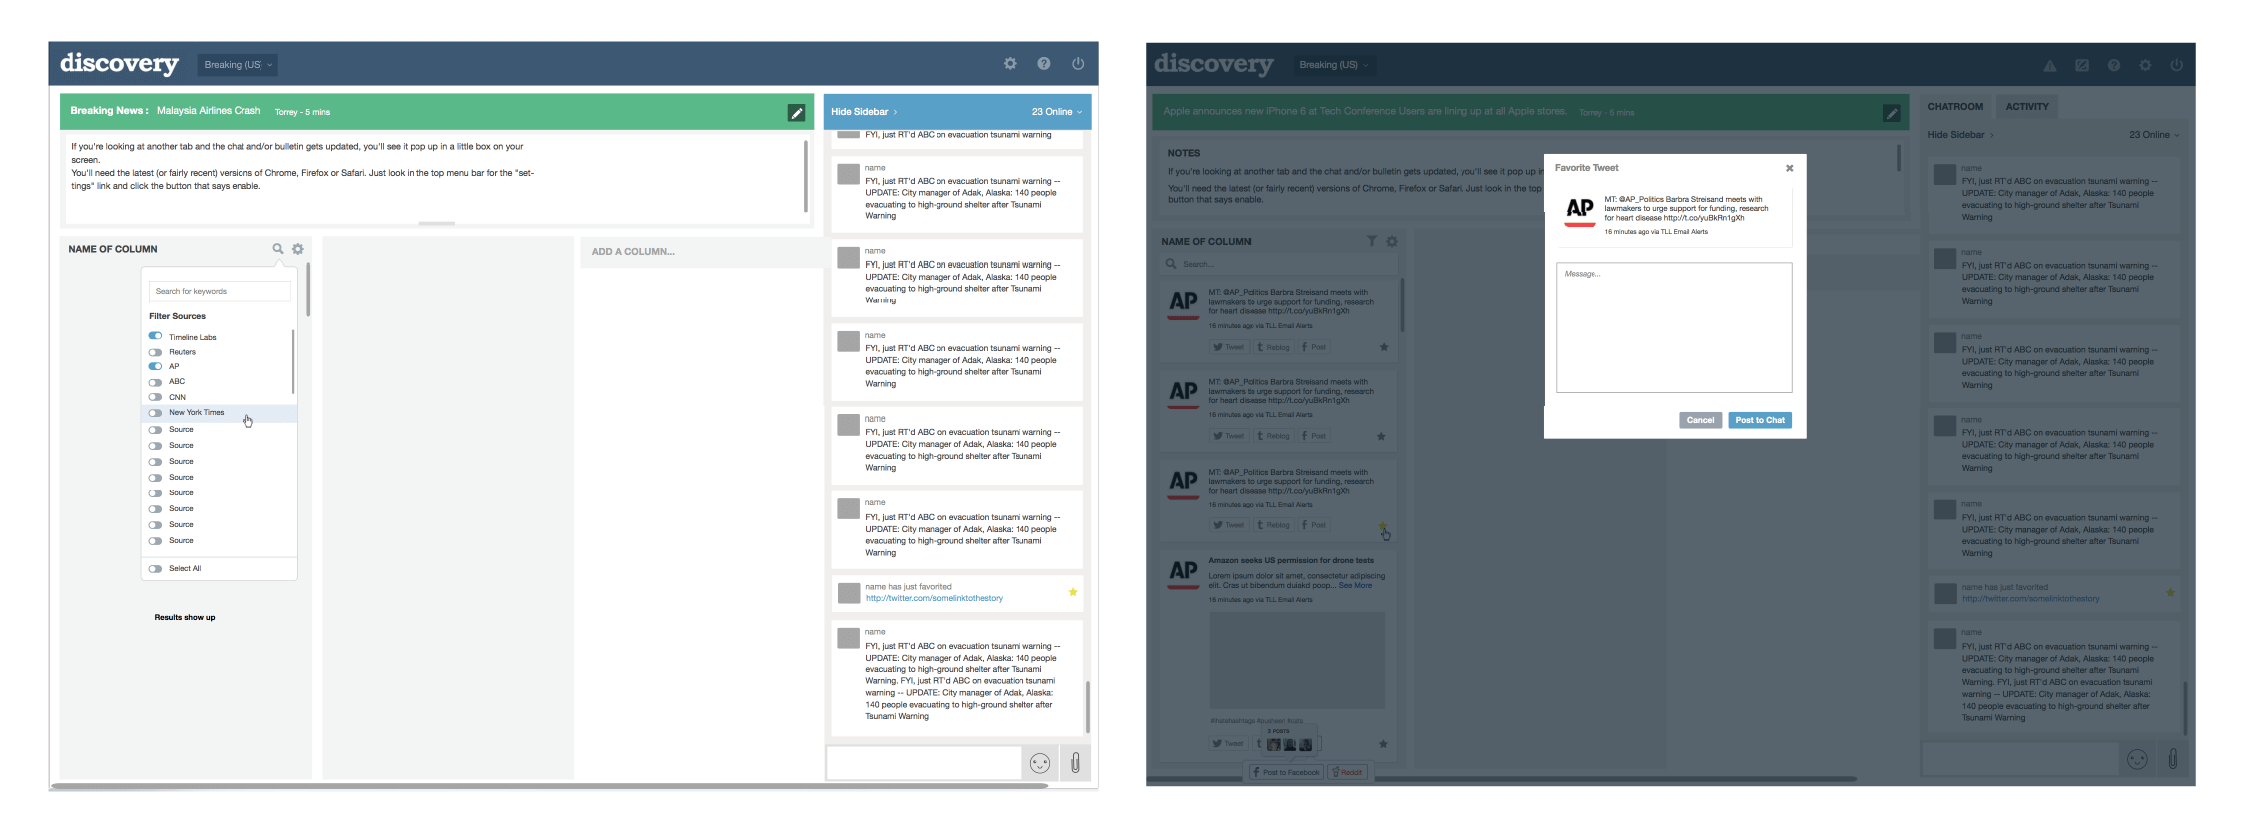 discovery
Breaking (US)
Breaking News : Malaysia Airlines Crash Torrey - 5 mins
If you're looking at another tab and the chat and/or bulletin gets updated, you'll see it pop up in a little box on your
screen.
You'll need the latest (or fairly recent) versions of Chrome, Firefox or Safari. Just look in the top menu bar for the "set-
tings" link and click the button that says enable.
NAME OF COLUMN
Search for keywords
Filter Sources
Timeline Labs
Reuters
AP
ABC
CNN
New York Times
Source
Source
Source
Source
Source
Source
Source
Source
Select All
Results show up
ADD A COLUMN...
Hide Sidebar >
23 Online
FYI, just RT'd ABC on evacuation tsunami warning
name
FYI, just RT'd ABC on evacuation tsunami warning --
UPDATE: City manager of Adak, Alaska: 140 people
evacuating to high-ground shelter after Tsunami
Warning
name
FYI, just RT'd ABC on evacuation tsunami warning --
UPDATE: City manager of Adak, Alaska: 140 people
evacuating to high-ground shelter after Tsunami
Warning
name
FYI, just RT'd ABC on evacuation tsunami warning --
UPDATE: City manager of Adak, Alaska: 140 people
evacuating to high-ground shelter after Tsunami
Warning
name
FYI, just RT'd ABC on evacuation tsunami warning --
UPDATE: City manager of Adak, Alaska: 140 people
evacuating to high-ground shelter after Tsunami
Warning
name
FYI, just RT'd ABC on evacuation tsunami warning --
UPDATE: City manager of Adak, Alaska: 140 people
evacuating to high-ground shelter after Tsunami
Warning
name has just favorited
http://twitter.com/somelinktothestory
name
FYI, just RT'd ABC on evacuation tsunami warning --
UPDATE: City manager of Adak, Alaska: 140 people
evacuating to high-ground shelter after Tsunami
Warning. FYI, just RT'd ABC on evacuation tsunami
warning -- UPDATE: City manager of Adak, Alaska:
140 people evacuating to high-ground shelter after
Tsunami Warning
discovery
Breaking (US)
Apple announces new iPhone 6 at Tech Conference Users are lining up at all Apple stores. Torrey - 5 mins
NOTES
If you're looking at another tab and the chat and/or bulletin gets updated, you'll see it pop up in
You'll need the latest (or fairly recent) versions of Chrome, Firefox or Safari. Just look in the top
button that says enable.
NAME OF COLUMN
Search...
AP
MT: @AP_Politics Barbra Streisand meets with
lawmakers to urge support for funding, research
for heart disease http://t.co/yuBkRn1gXh
16 minutes ago via TLL Email Alerts
Tweet
Reblog
Post
AP
MT: @AP_Politics Barbra Streisand meets with
lawmakers to urge support for funding, research
for heart disease http://t.co/yuBkRn1gXh
16 minutes ago via TLL Email Alerts
Tweet
Reblog
Post
AP
MT: @AP_Politics Barbra Streisand meets with
lawmakers to urge support for funding, research
for heart disease http://t.co/yuBkRn1gXh
16 minutes ago via TLL Email Alerts
Tweet
Reblog
Post
AP
Amazon seeks US permission for drone tests
Lorem ipsum dolor sit amet, consectetur adipiscing
elit. Cras ut bibendum duiakd poop... See More
16 minutes ago via TLL Email Alerts
3 POSTS
Tweet
Post to Facebook
Reddit
Favorite Tweet
AP
MT: @AP_Politics Barbra Streisand meets with
lawmakers to urge support for funding, research
for heart disease http://t.co/yuBkRn1gXh
16 minutes ago via TLL Email Alerts
Message...
Cancel
Post to Chat
CHATROOM
ACTIVITY
Hide Sidebar >
23 Online
name
FYI, just RT'd ABC on evacuation tsunami warning --
UPDATE: City manager of Adak, Alaska: 140 people
evacuating to high-ground shelter after Tsunami
Warning
name
FYI, just RT'd ABC on evacuation tsunami warning --
UPDATE: City manager of Adak, Alaska: 140 people
evacuating to high-ground shelter after Tsunami
Warning
name
FYI, just RT'd ABC on evacuation tsunami warning --
UPDATE: City manager of Adak, Alaska: 140 people
evacuating to high-ground shelter after Tsunami
Warning
name
FYI, just RT'd ABC on evacuation tsunami warning --
UPDATE: City manager of Adak, Alaska: 140 people
evacuating to high-ground shelter after Tsunami
Warning
name
FYI, just RT'd ABC on evacuation tsunami warning --
UPDATE: City manager of Adak, Alaska: 140 people
evacuating to high-ground shelter after Tsunami
Warning
name has just favorited
http://twitter.com/somelinktothestory
name
FYI, just RT'd ABC on evacuation tsunami warning --
UPDATE: City manager of Adak, Alaska: 140 people
evacuating to high-ground shelter after Tsunami
Warning. FYI, just RT'd ABC on evacuation tsunami
warning -- UPDATE: City manager of Adak, Alaska:
140 people evacuating to high-ground shelter after
Tsunami Warning